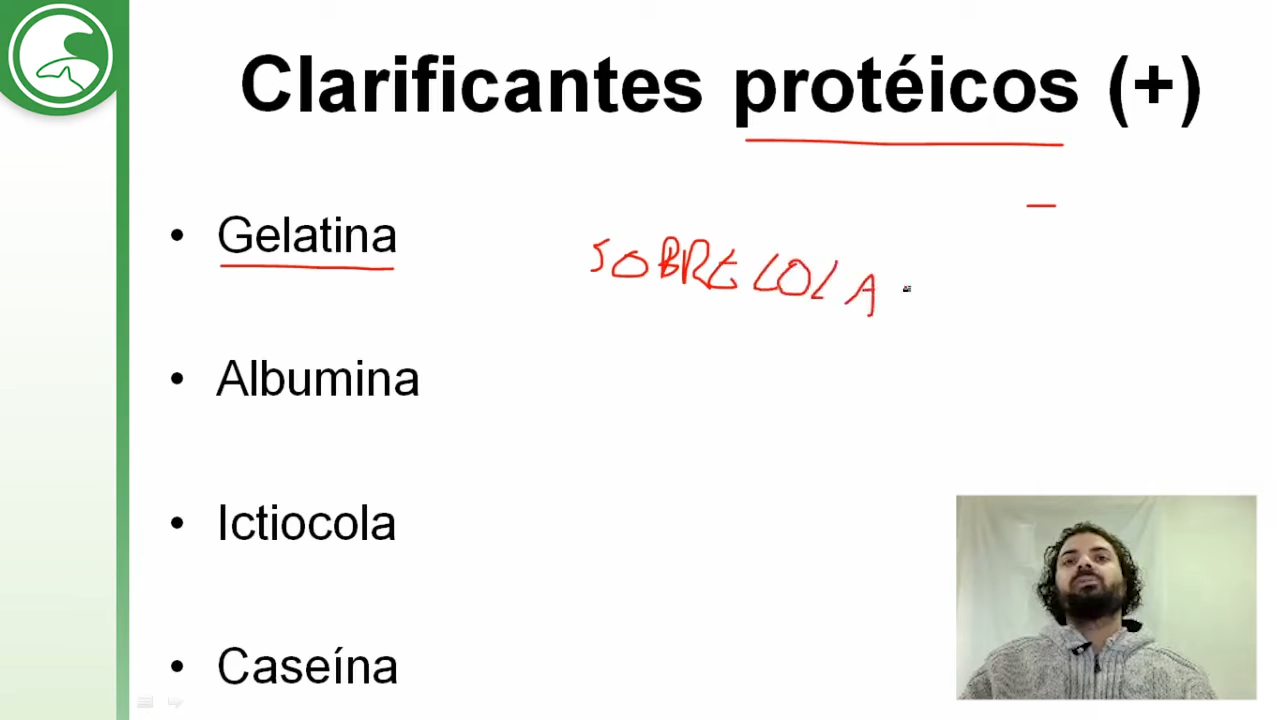 Clarificantes protéicos (+)
–
• Gelatina
SOBRECOLA
• Albumina
• Ictiocola
• Caseína